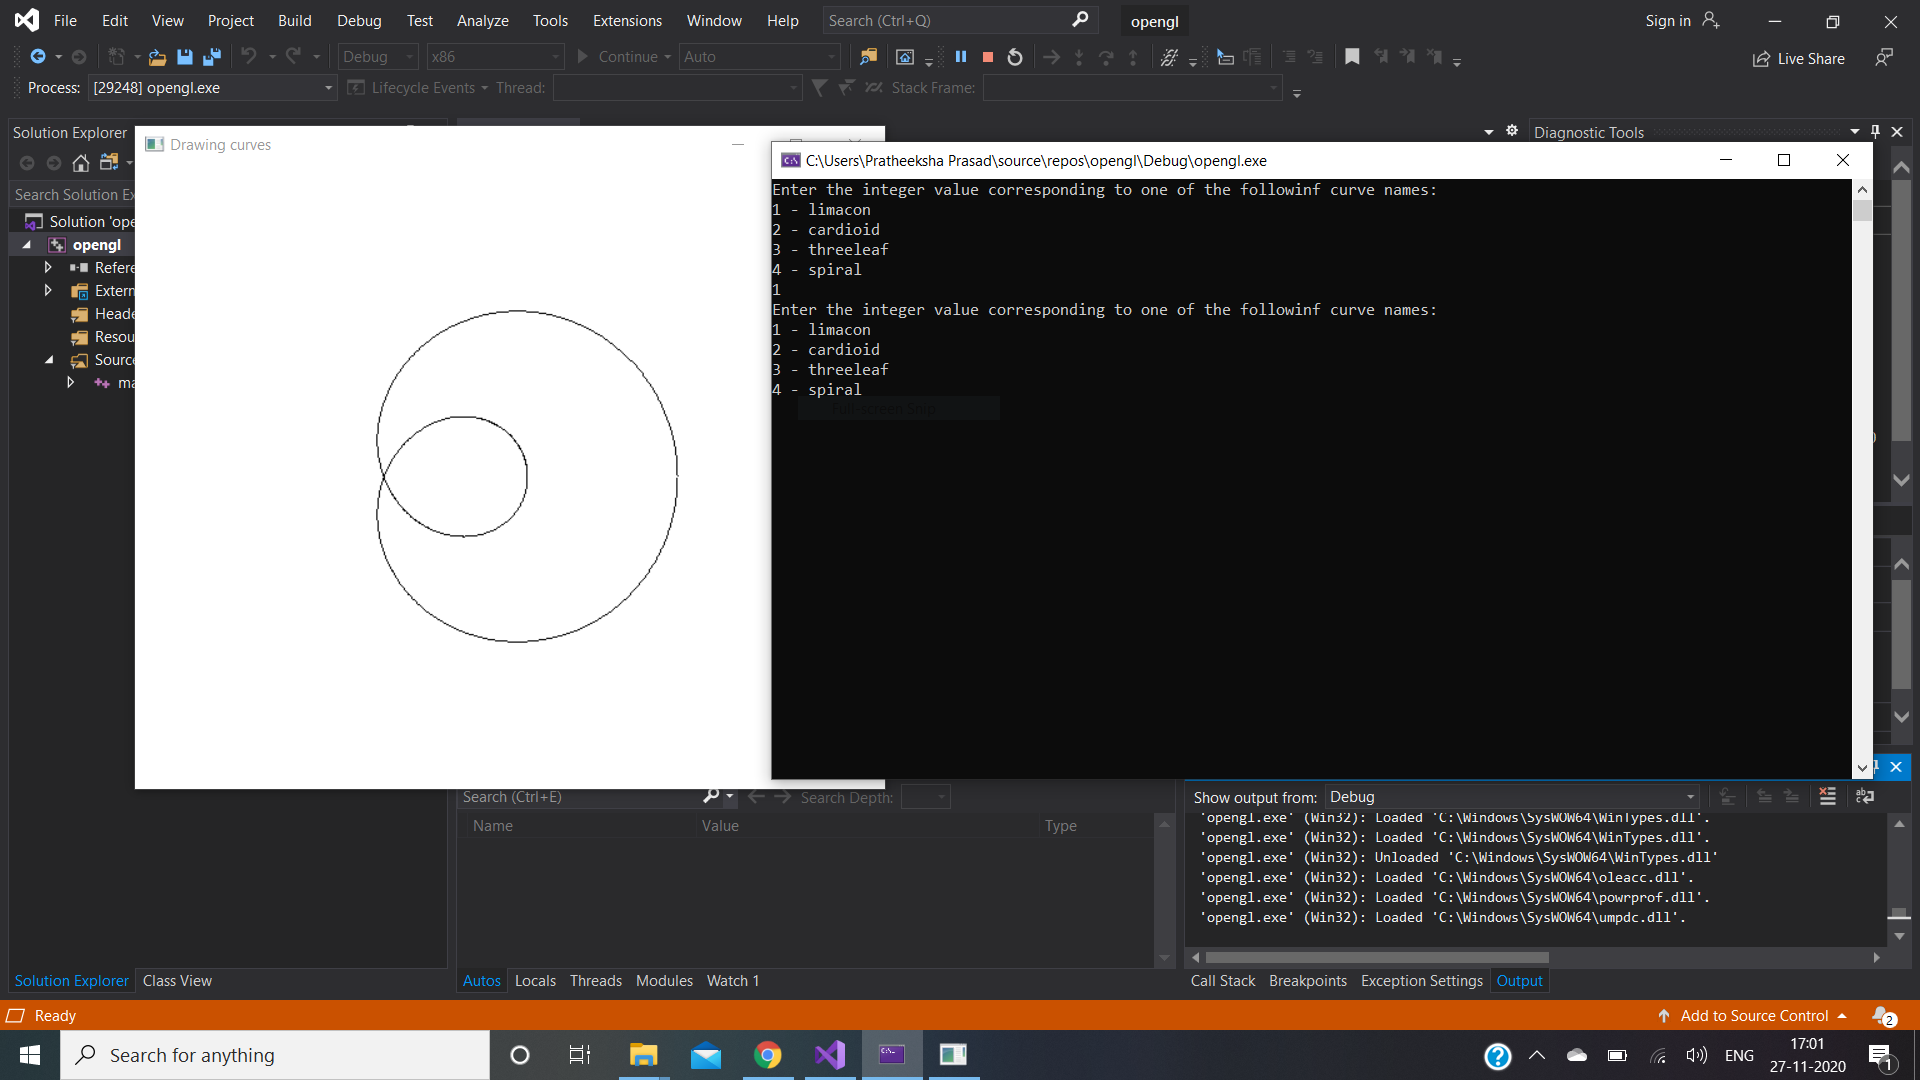 File Edit View Project Build Debug Test Analyze Tools Extensions Window Help Search (Ctrl+Q) opengl Sign in
Debug x86 Continue Auto Live Share
Process: [29248] opengl.exe Lifecycle Events Thread: Stack Frame:
Solution Explorer
Search Solution Ex
Solution 'ope
opengl
Refere
Extern
Heade
Resou
Source
ma
Drawing curves
C:\Users\Pratheeksha Prasad\source\repos\opengl\Debug\opengl.exe
Enter the integer value corresponding to one of the followinf curve names:
1 - limacon
2 - cardioid
3 - threeleaf
4 - spiral
1
Enter the integer value corresponding to one of the followinf curve names:
1 - limacon
2 - cardioid
3 - threeleaf
4 - spiral
Full-screen Snip
Diagnostic Tools
Search (Ctrl+E) Search Depth:
Name Value Type
Show output from: Debug
'opengl.exe' (Win32): Loaded 'C:\Windows\SysWOW64\WinTypes.dll'.
'opengl.exe' (Win32): Loaded 'C:\Windows\SysWOW64\WinTypes.dll'.
'opengl.exe' (Win32): Unloaded 'C:\Windows\SysWOW64\WinTypes.dll'
'opengl.exe' (Win32): Loaded 'C:\Windows\SysWOW64\oleacc.dll'.
'opengl.exe' (Win32): Loaded 'C:\Windows\SysWOW64\powrprof.dll'.
'opengl.exe' (Win32): Loaded 'C:\Windows\SysWOW64\umpdc.dll'.
Solution Explorer Class View
Autos Locals Threads Modules Watch 1
Call Stack Breakpoints Exception Settings Output
Ready Add to Source Control 2
Search for anything ENG 17:01
27-11-2020 1